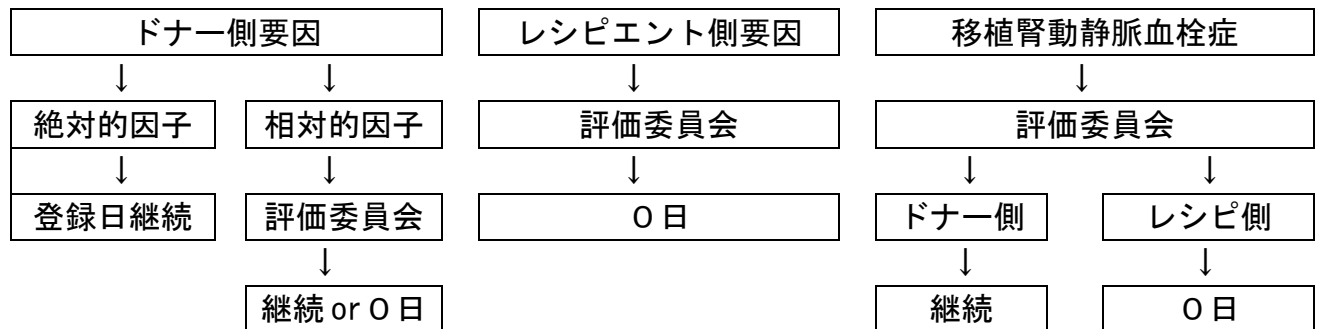 ドナー側要因 レシピエント側要因 移植腎動静脈血栓症
↓ ↓ ↓ ↓
絶対的因子 相対的因子 評価委員会 評価委員会
↓ ↓ ↓ ↓ ↓
登録日継続 評価委員会 0日 ドナー側 レシピ側
↓ ↓ ↓
継続 or 0日 継続 0日